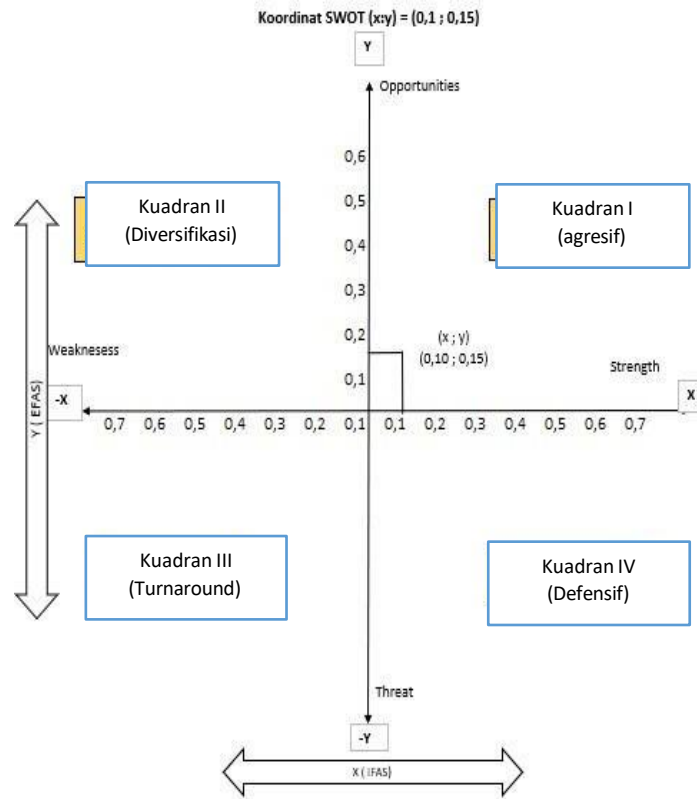 Koordinat SWOT (x:y) = (0,1 ; 0,15)
Y
Opportunities
0,6
0,5
0,4
0,3
0,2
0,1
Kuadran II
(Diversifikasi)
Kuadran I
(agresif)
(x ; y)
(0,10 ; 0,15)
Weaknesess
Strength
-X
X
0,7 0,6 0,5 0,4 0,3 0,2 0,1 0,1 0,2 0,3 0,4 0,5 0,6 0,7
Y ( EFAS)
Kuadran III
(Turnaround)
Kuadran IV
(Defensif)
Threat
-Y
X ( IFAS)